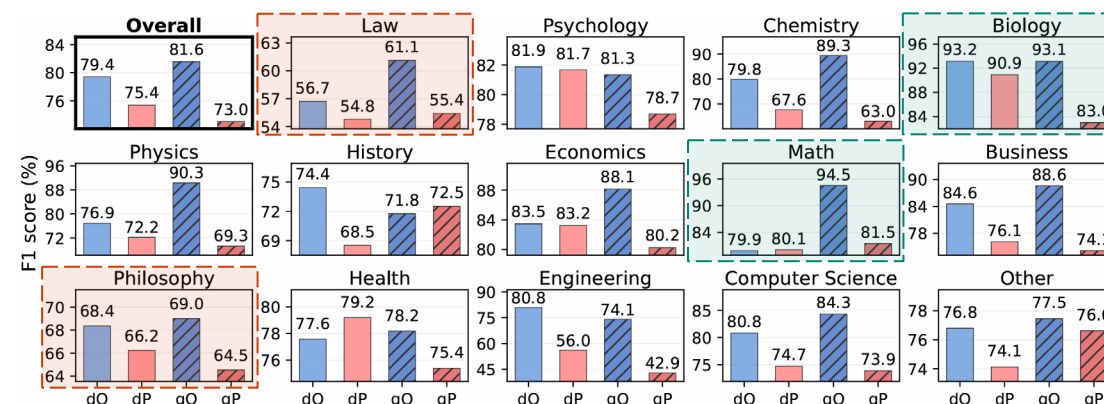 Overall Law Psychology Chemistry Biology
84 80 76 79.4 75.4 81.6 73.0
63 60 57 54 56.7 54.8 61.1 55.4
82 80 78 81.9 81.7 81.3 78.7
90 80 70 79.8 67.6 89.3 63.0
96 92 88 84 93.2 90.9 93.1
F1 score (%)
Physics History Economics Math Business
96 88 80 72 76.9 72.2 90.3 69.3
75 72 69 74.4 68.5 71.8 72.5
88 84 80 83.5 83.2 88.1 80.2
96 90 84 79.9 80.1 94.5 81.5
90 84 78 84.6 76.1 88.6
Philosophy Health Engineering Computer Science Other
70 68 66 64 68.4 66.2 69.0 64.5
80 78 76 77.6 79.2 78.2 75.4
90 75 60 45 80.8 56.0 74.1 42.9
85 80 75 80.8 74.7 84.3 73.9
78 76 74 76.8 74.1 77.5
dO dP
dO dP
dO dP
dO dP
dO dP